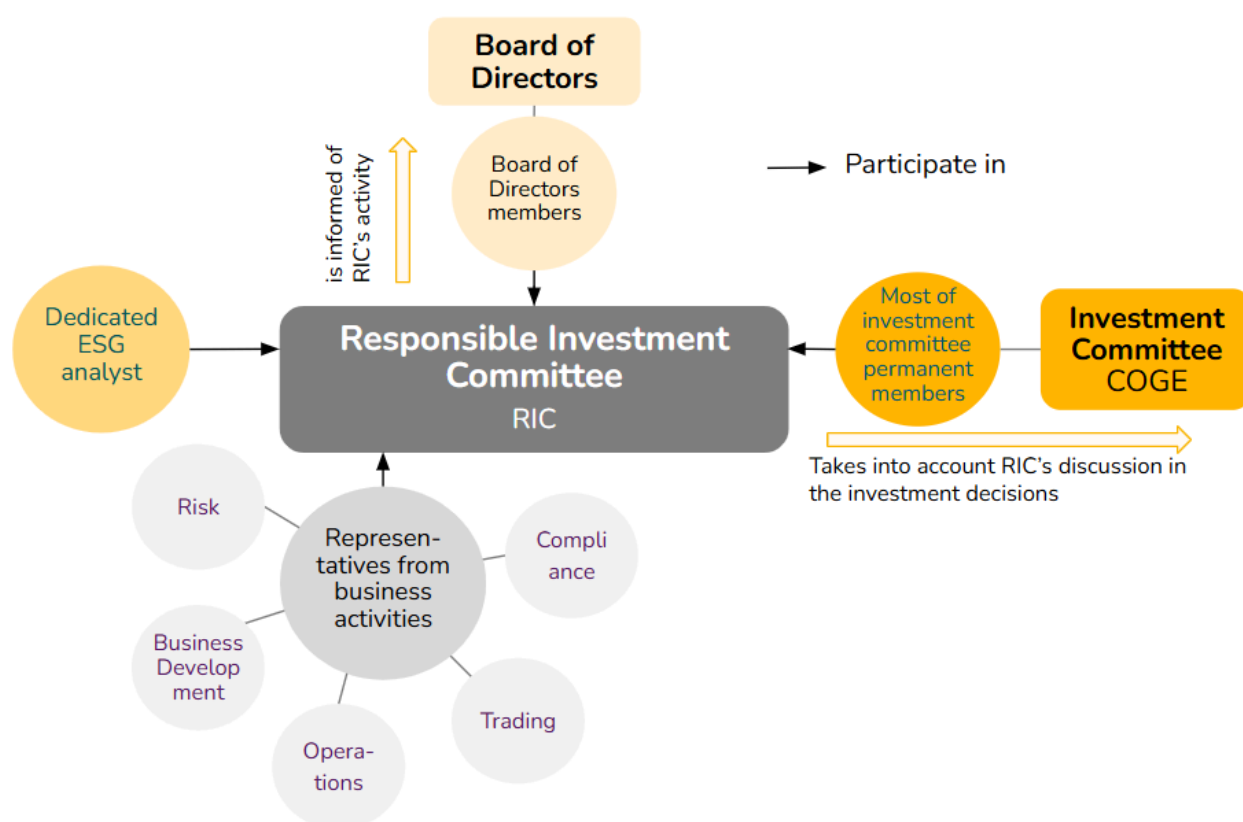 Board of
Directors
Board of
Directors
members
is informed of
RIC's activity
Participate in
Dedicated
ESG
analyst
Responsible Investment
Committee
RIC
Most of
investment
committee
permanent
members
Investment
Committee
COGE
Takes into account RIC's discussion in
the investment decisions
Risk
Represen-
tatives from
business
activities
Compli
ance
Business
Develop
ment
Trading
Opera-
tions